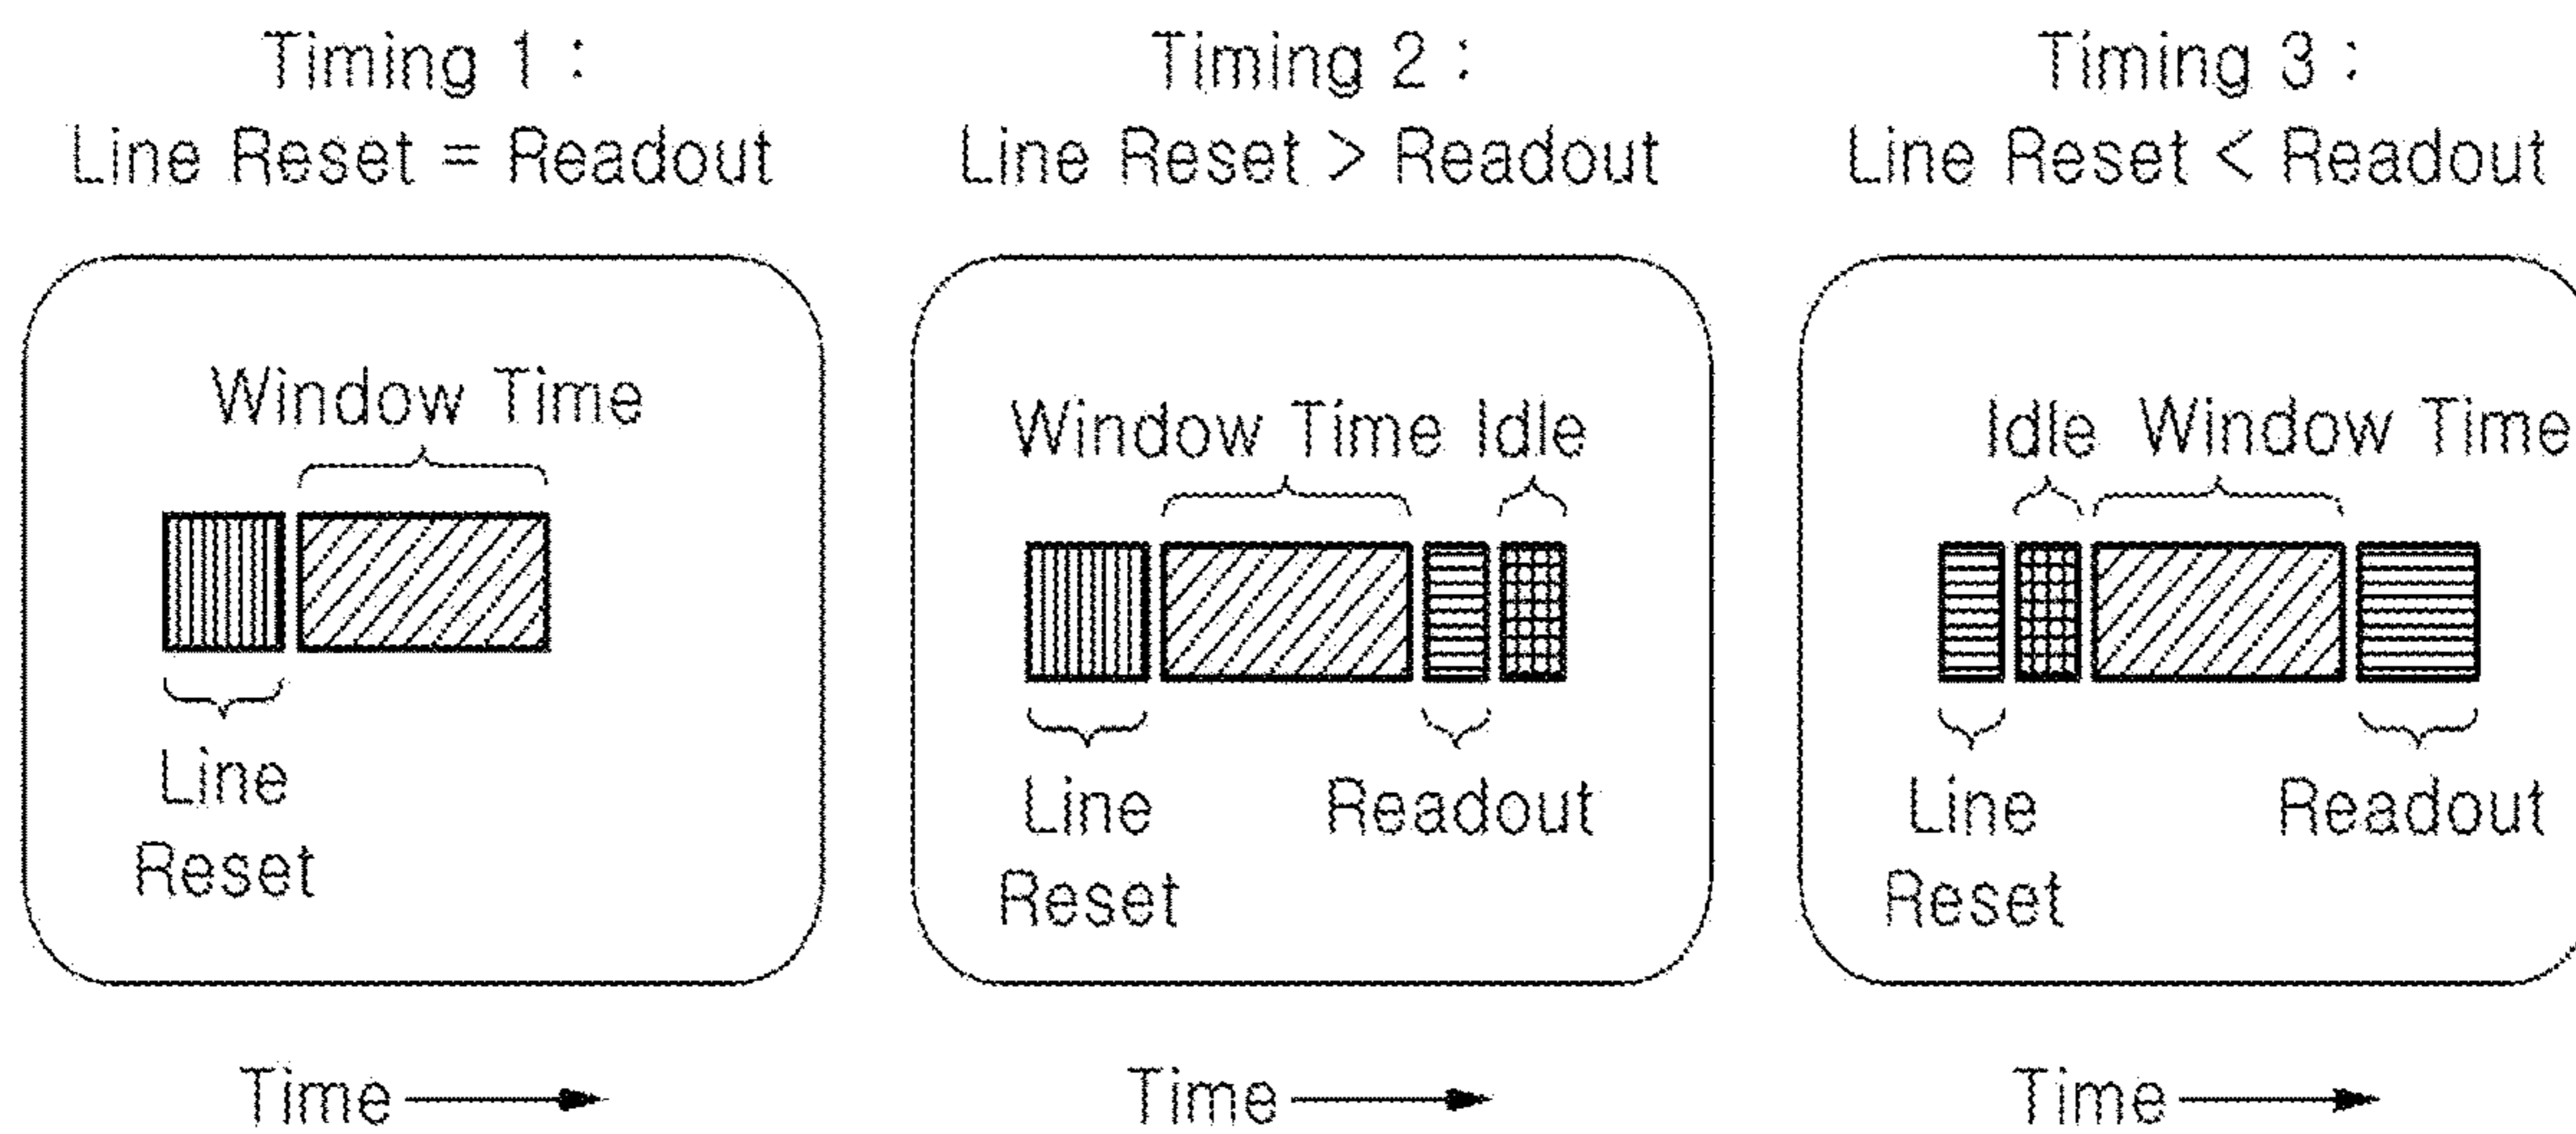 Timing 1 :
Line Reset = Readout
Window Time
Line
Reset
Time
Timing 2 :
Line Reset > Readout
Window Time Idle
Line
Reset
Readout
Time
Timing 3 :
Line Reset < Readout
Idle Window Time
Line
Reset
Readout
Time